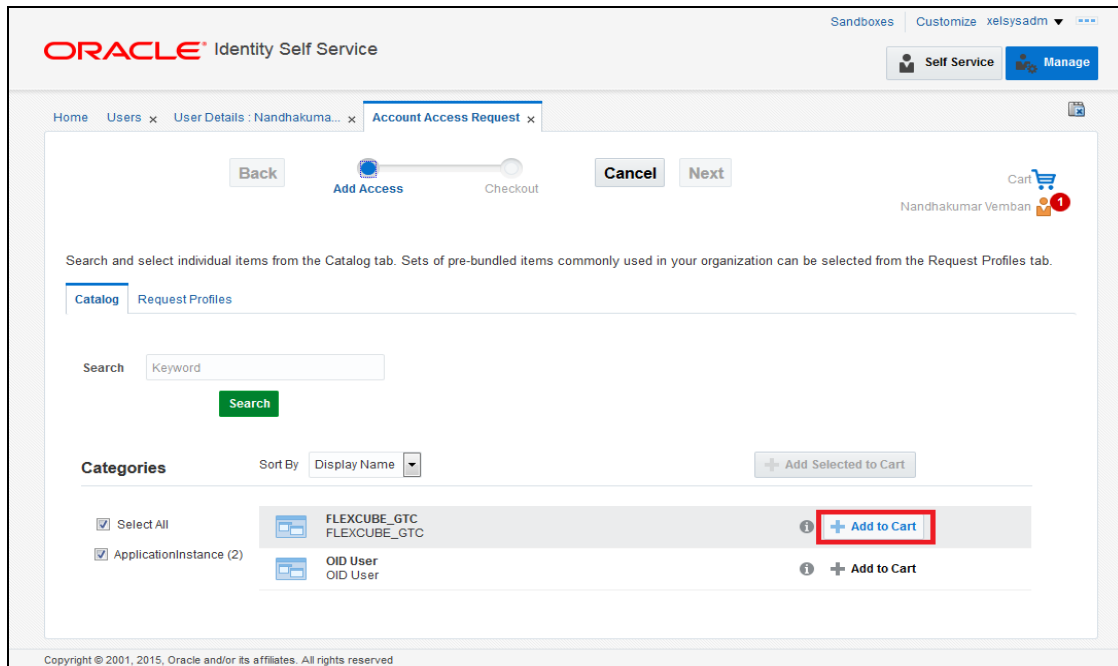 Sandboxes Customize xelsysadm
ORACLE® Identity Self Service
Self Service Manage
Home Users x User Details : Nandhakuma... x Account Access Request x
Back Add Access Checkout Cancel Next
Cart
Nandhakumar Vemban 1
Search and select individual items from the Catalog tab. Sets of pre-bundled items commonly used in your organization can be selected from the Request Profiles tab.
Catalog Request Profiles
Search Keyword
Search
Categories Sort By Display Name Add Selected to Cart
Select All
ApplicationInstance (2)
FLEXCUBE_GTC
FLEXCUBE_GTC
Add to Cart
OID User
OID User
Add to Cart
Copyright © 2001, 2015, Oracle and/or its affiliates. All rights reserved